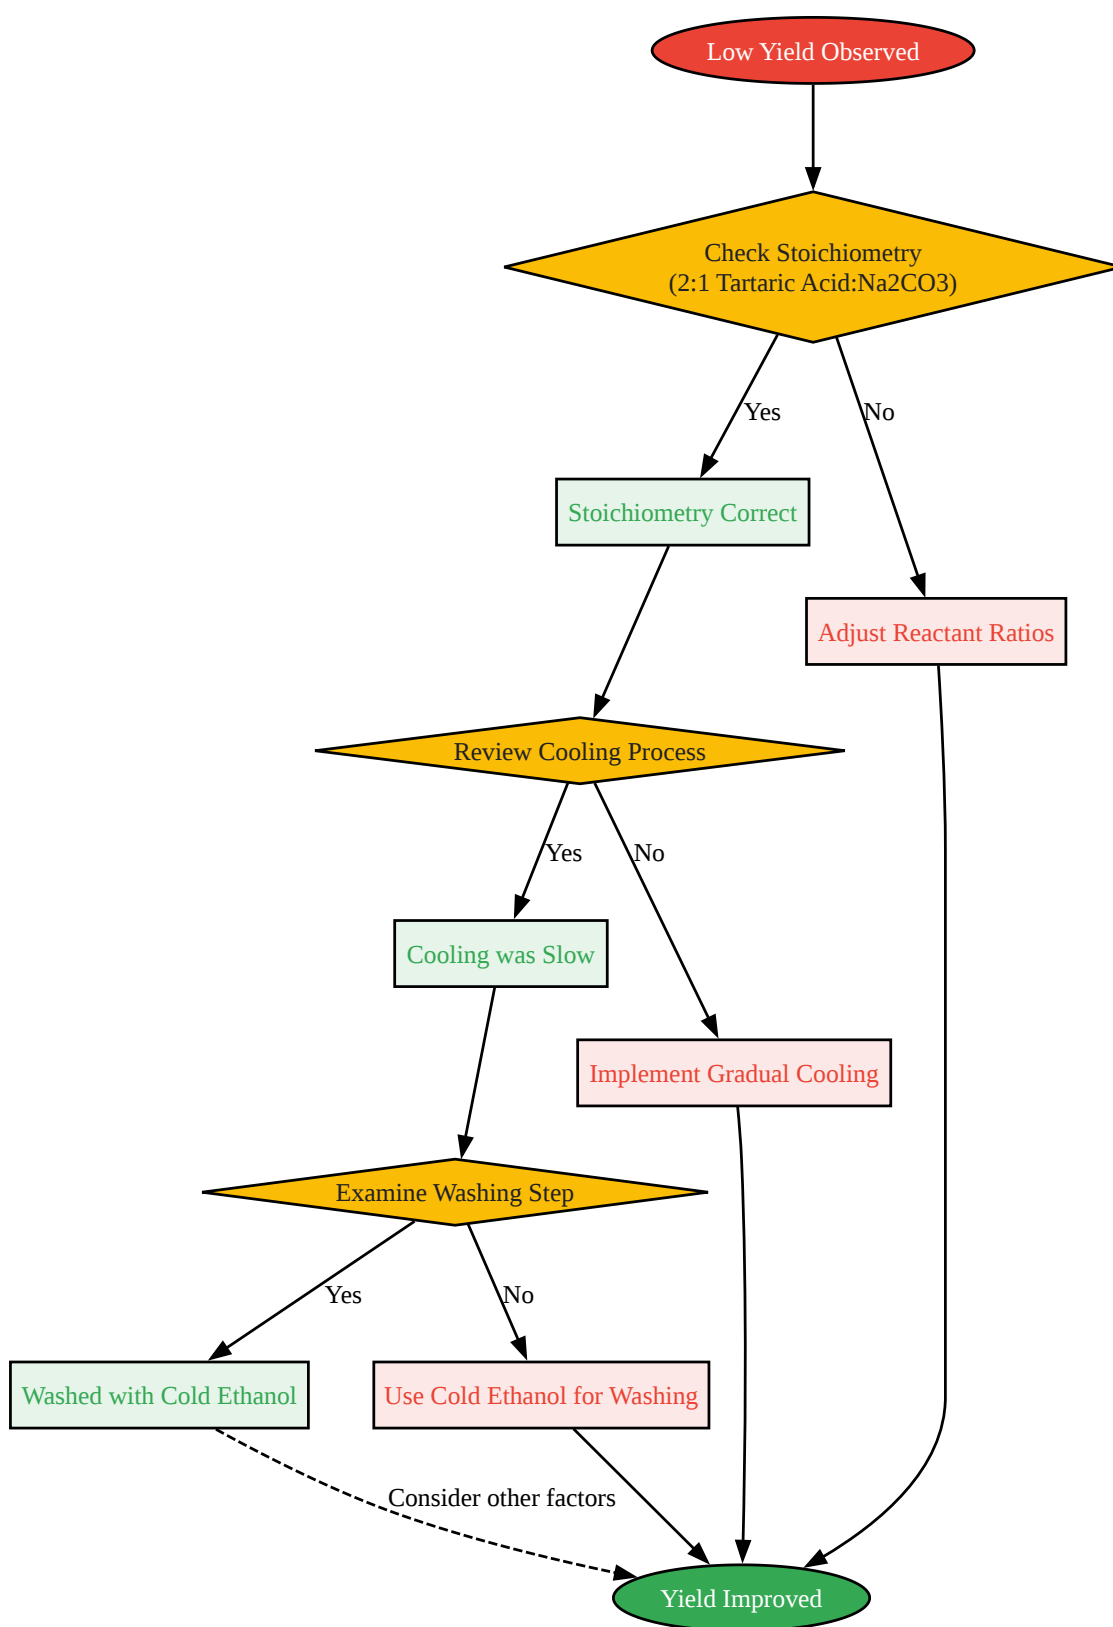 Low Yield Observed
Check Stoichiometry
(2:1 Tartaric Acid:Na2CO3)
Yes
No
Stoichiometry Correct
Adjust Reactant Ratios
Review Cooling Process
Yes
No
Cooling was Slow
Implement Gradual Cooling
Examine Washing Step
Yes
No
Washed with Cold Ethanol
Use Cold Ethanol for Washing
Consider other factors
Yield Improved